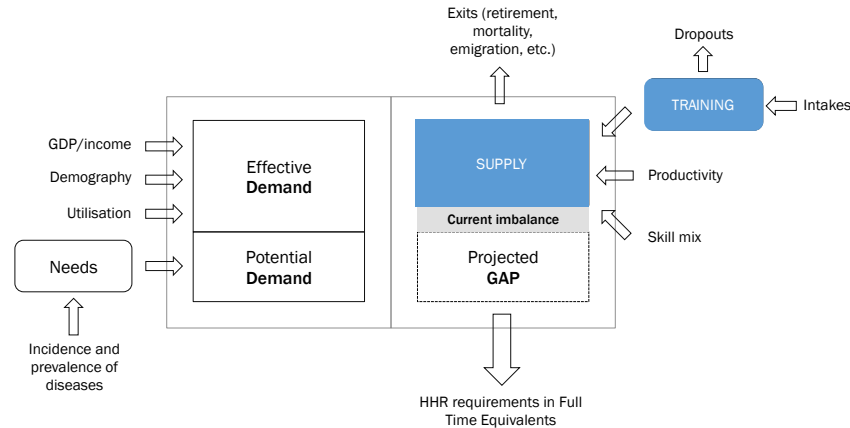 Exits (retirement,
mortality,
emigration, etc.)
Dropouts
TRAINING
Intakes
GDP/income
Demography
Utilisation
Effective
Demand
SUPPLY
Productivity
Current imbalance
Skill mix
Needs
Potential
Demand
Projected
GAP
Incidence and
prevalence of
diseases
HHR requirements in Full
Time Equivalents